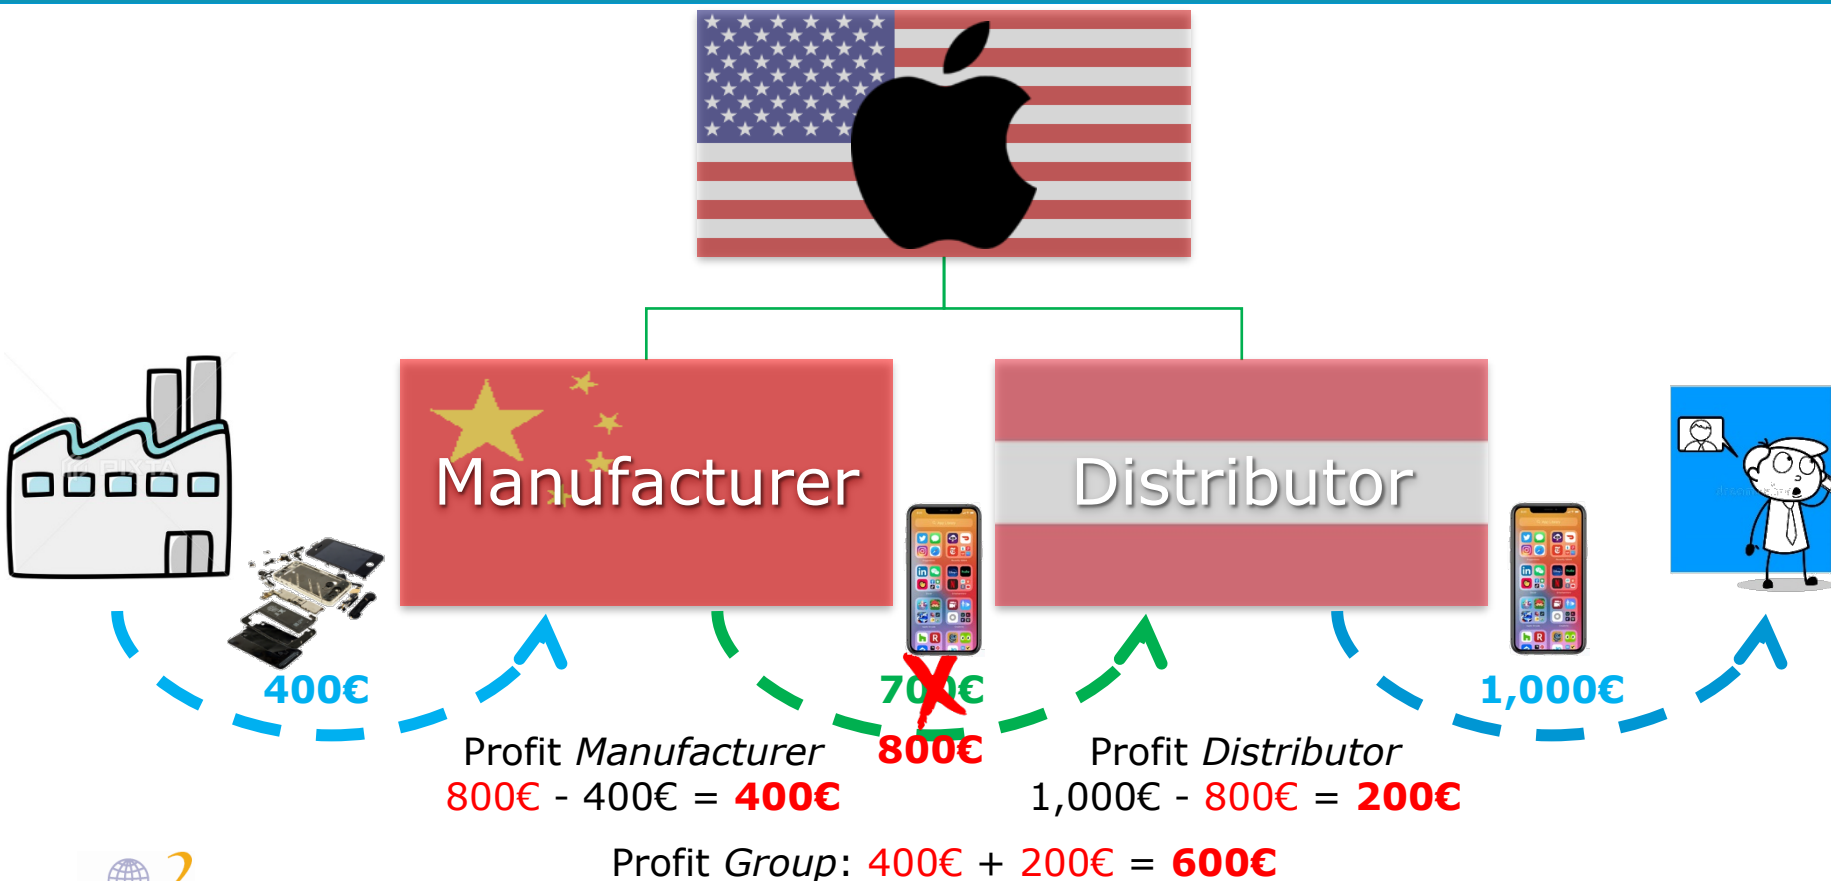 Manufacturer
Distributor
400€
700€
1,000€
800€
Profit Manufacturer
800€ - 400€ = 400€
Profit Distributor
1,000€ - 800€ = 200€
Profit Group: 400€ + 200€ = 600€